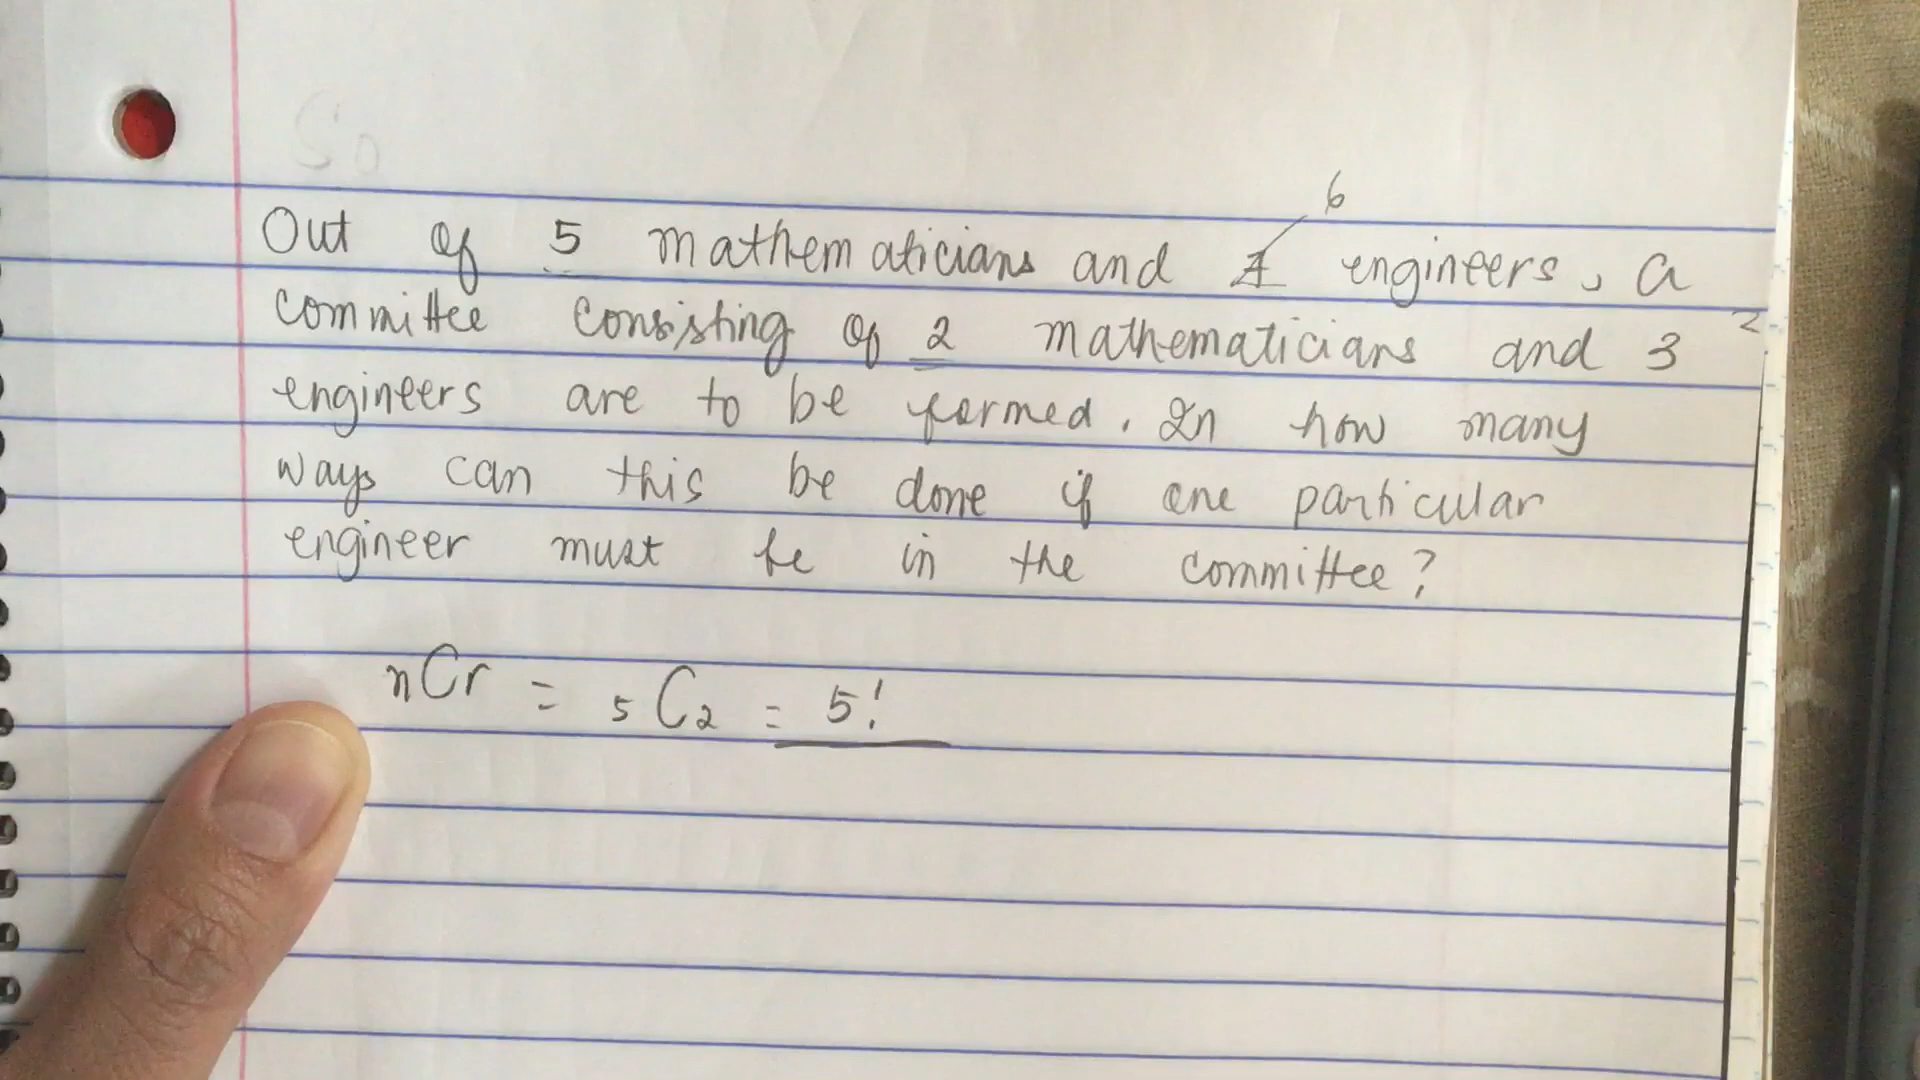 6
Out of 5 mathematicians and 7 engineers, a
committee consisting of 2 mathematicians and 3 2
engineers are to be formed. In how many
ways can this be done if one particular
engineer must be in the committee?
nCr = 5C2 = 5!